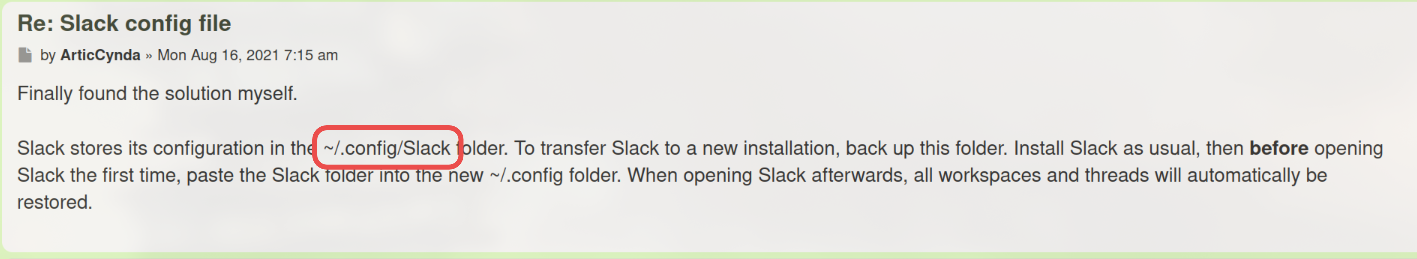 Re: Slack config file
by ArticCynda » Mon Aug 16, 2021 7:15 am
Finally found the solution myself.
Slack stores its configuration in the ~/.config/Slack folder. To transfer Slack to a new installation, back up this folder. Install Slack as usual, then before opening
Slack the first time, paste the Slack folder into the new ~/.config folder. When opening Slack afterwards, all workspaces and threads will automatically be
restored.